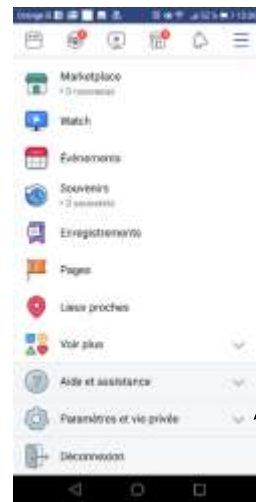 Marketplace
Watch
Événements
Souvenirs
Enregistrements
Pages
Lieux proches
Voir plus
Aide et assistance
Paramètres et vie privée
Déconnexion